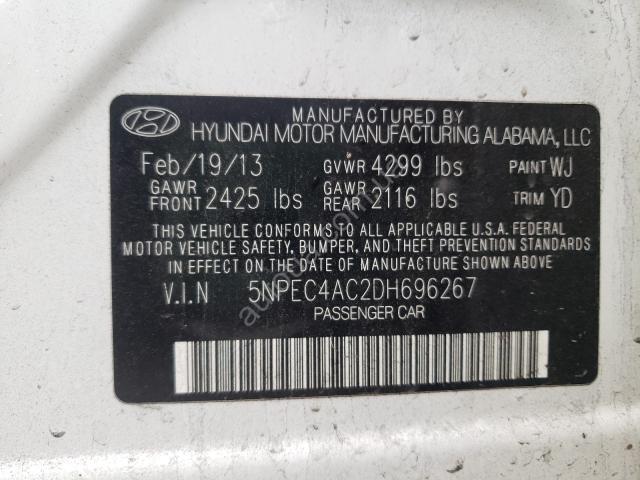 MANUFACTURED BY
HYUNDAI MOTOR MANUFACTURING ALABAMA, LLC
Feb/19/13 GVWR 4299 lbs PAINT WJ
GAWR FRONT 2425 lbs GAWR REAR 2116 lbs TRIM YD
THIS VEHICLE CONFORMS TO ALL APPLICABLE U.S.A. FEDERAL
MOTOR VEHICLE SAFETY, BUMPER, AND THEFT PREVENTION STANDARDS
IN EFFECT ON THE DATE OF MANUFACTURE SHOWN ABOVE
V.I.N 5NPEC4AC2DH696267
PASSENGER CAR